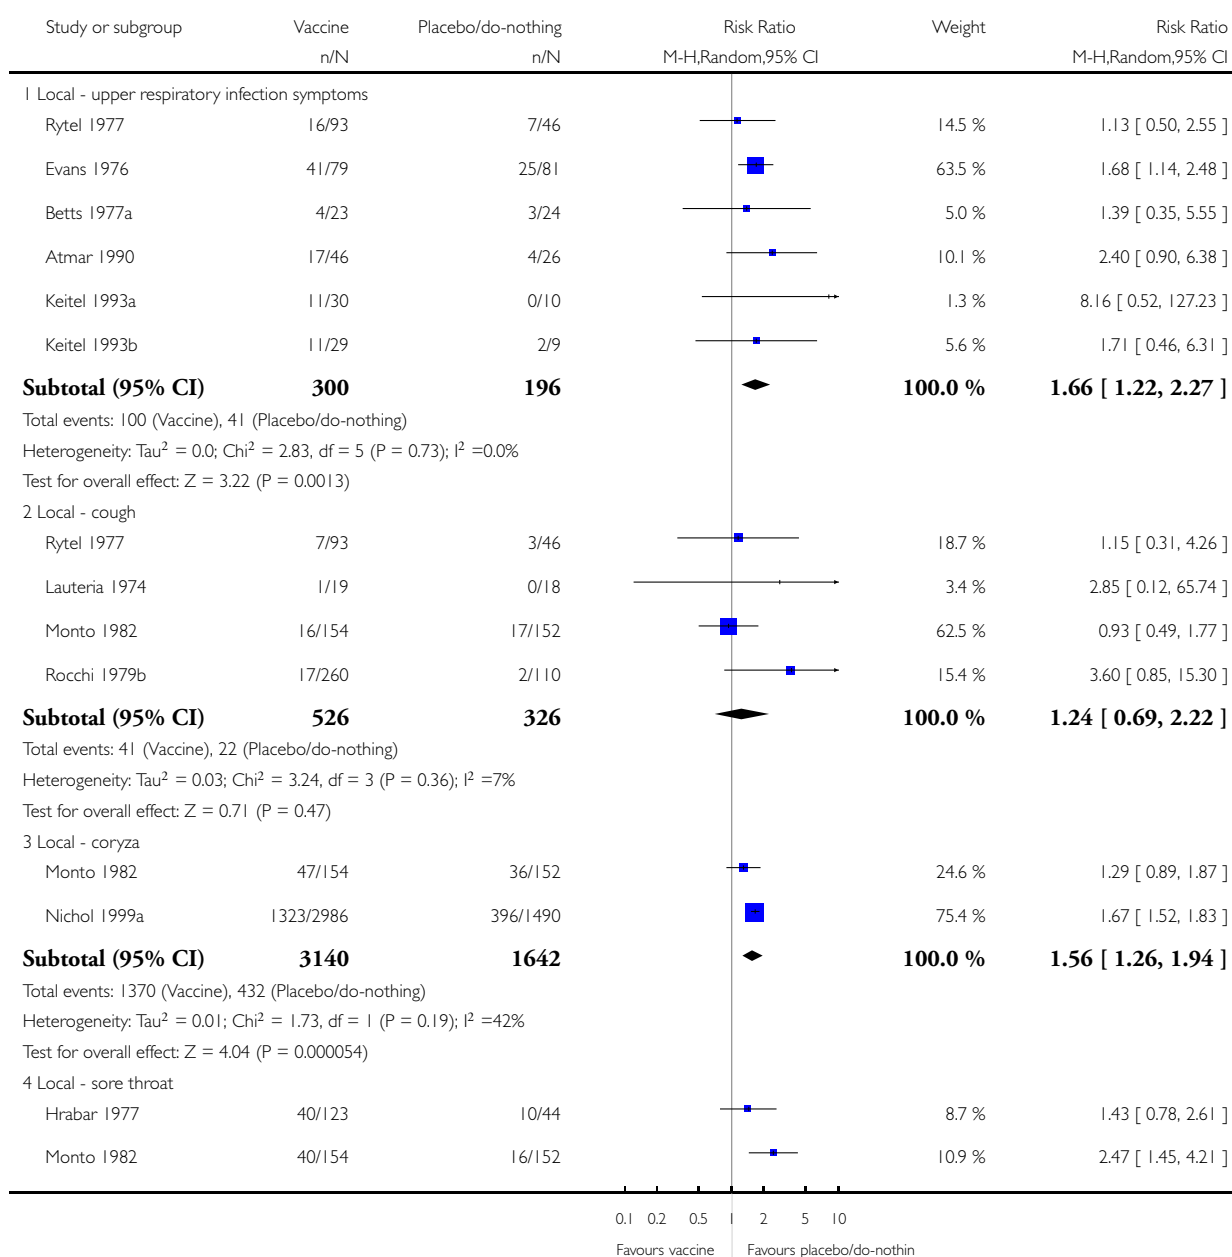 Study or subgroup Vaccine Placebo/do-nothing Risk Ratio Weight Risk Ratio
n/N n/N M-H,Random,95% CI M-H,Random,95% CI
1 Local - upper respiratory infection symptoms
Rytel 1977 16/93 7/46 14.5 % 1.13 [ 0.50, 2.55 ]
Evans 1976 41/79 25/81 63.5 % 1.68 [ 1.14, 2.48 ]
Betts 1977a 4/23 3/24 5.0 % 1.39 [ 0.35, 5.55 ]
Atmar 1990 17/46 4/26 10.1 % 2.40 [ 0.90, 6.38 ]
Keitel 1993a 11/30 0/10 1.3 % 8.16 [ 0.52, 127.23 ]
Keitel 1993b 11/29 2/9 5.6 % 1.71 [ 0.46, 6.31 ]
Subtotal (95% CI) 300 196 100.0 % 1.66 [ 1.22, 2.27 ]
Total events: 100 (Vaccine), 41 (Placebo/do-nothing)
Heterogeneity: Tau² = 0.0; Chi² = 2.83, df = 5 (P = 0.73); I² =0.0%
Test for overall effect: Z = 3.22 (P = 0.0013)
2 Local - cough
Rytel 1977 7/93 3/46 18.7 % 1.15 [ 0.31, 4.26 ]
Lauteria 1974 1/19 0/18 3.4 % 2.85 [ 0.12, 65.74 ]
Monto 1982 16/154 17/152 62.5 % 0.93 [ 0.49, 1.77 ]
Rocchi 1979b 17/260 2/110 15.4 % 3.60 [ 0.85, 15.30 ]
Subtotal (95% CI) 526 326 100.0 % 1.24 [ 0.69, 2.22 ]
Total events: 41 (Vaccine), 22 (Placebo/do-nothing)
Heterogeneity: Tau² = 0.03; Chi² = 3.24, df = 3 (P = 0.36); I² =7%
Test for overall effect: Z = 0.71 (P = 0.47)
3 Local - coryza
Monto 1982 47/154 36/152 24.6 % 1.29 [ 0.89, 1.87 ]
Nichol 1999a 1323/2986 396/1490 75.4 % 1.67 [ 1.52, 1.83 ]
Subtotal (95% CI) 3140 1642 100.0 % 1.56 [ 1.26, 1.94 ]
Total events: 1370 (Vaccine), 432 (Placebo/do-nothing)
Heterogeneity: Tau² = 0.01; Chi² = 1.73, df = 1 (P = 0.19); I² =42%
Test for overall effect: Z = 4.04 (P = 0.000054)
4 Local - sore throat
Hrabar 1977 40/123 10/44 8.7 % 1.43 [ 0.78, 2.61 ]
Monto 1982 40/154 16/152 10.9 % 2.47 [ 1.45, 4.21 ]
0.1 0.2 0.5 1 2 5 10
Favours vaccine Favours placebo/do-nothin